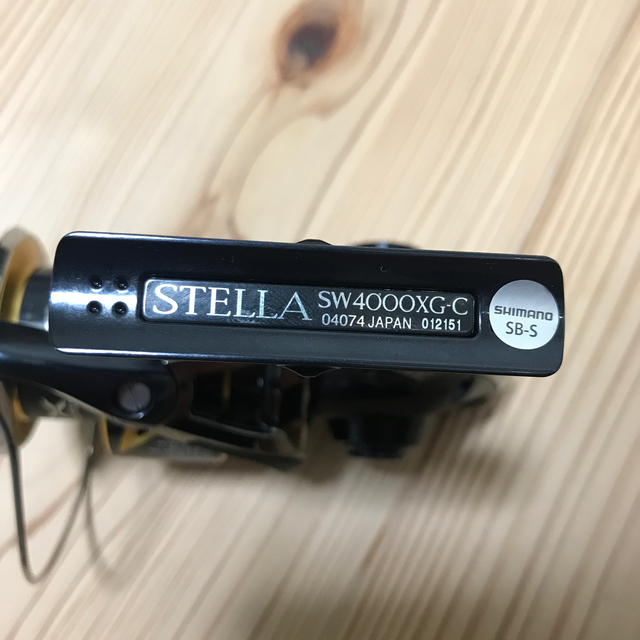 STELLA SW4000XG-C
04074 JAPAN 012151
SHIMANO
SB-S